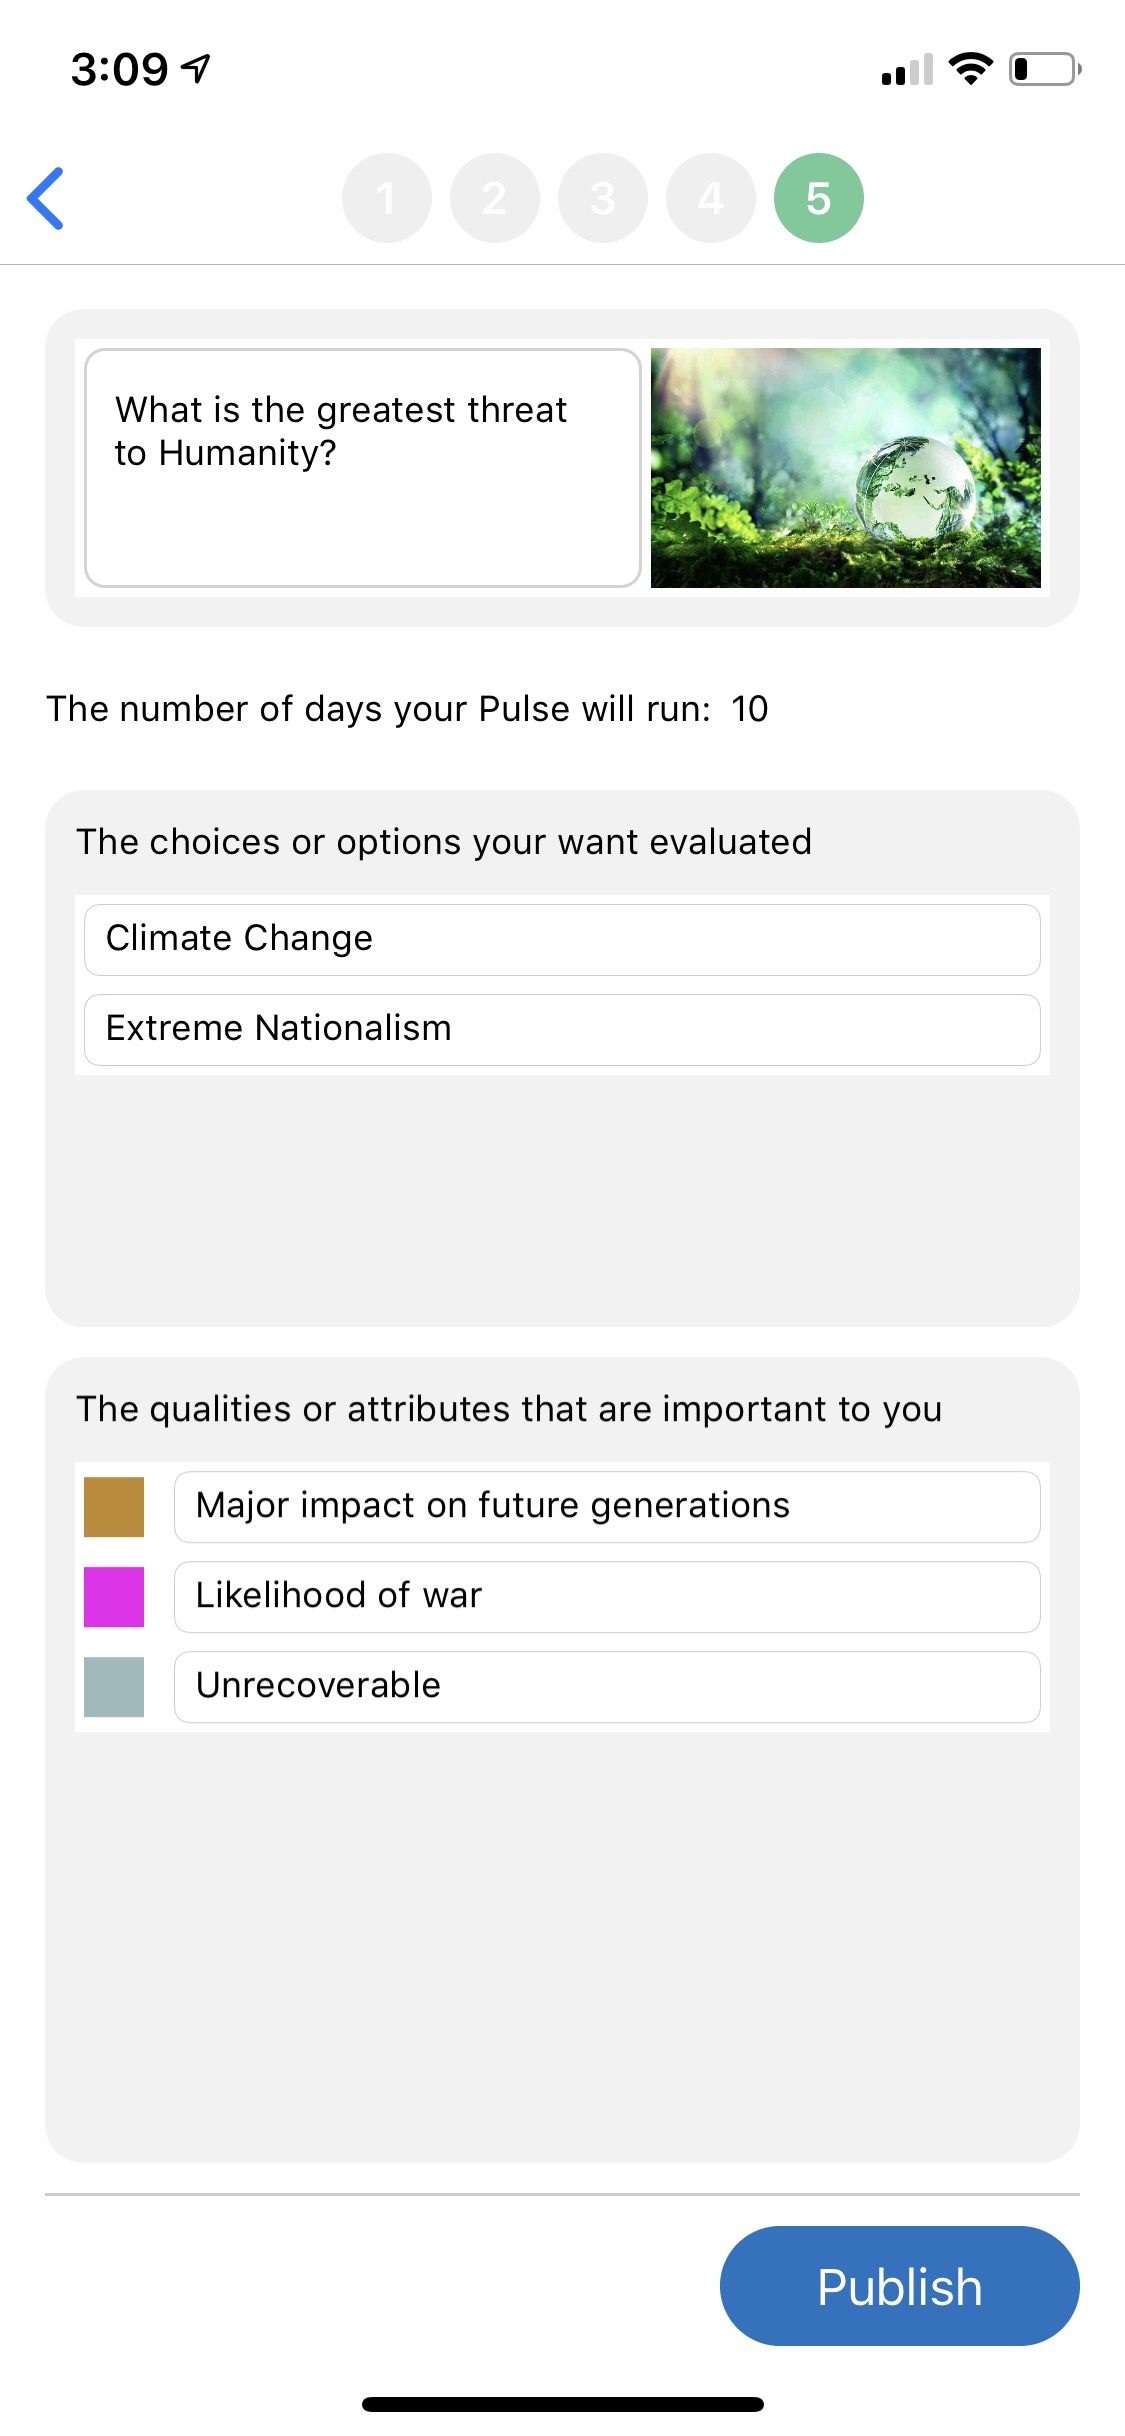 3:09
1 2 3 4 5
What is the greatest threat
to Humanity?
The number of days your Pulse will run: 10
The choices or options your want evaluated
Climate Change
Extreme Nationalism
The qualities or attributes that are important to you
Major impact on future generations
Likelihood of war
Unrecoverable
Publish